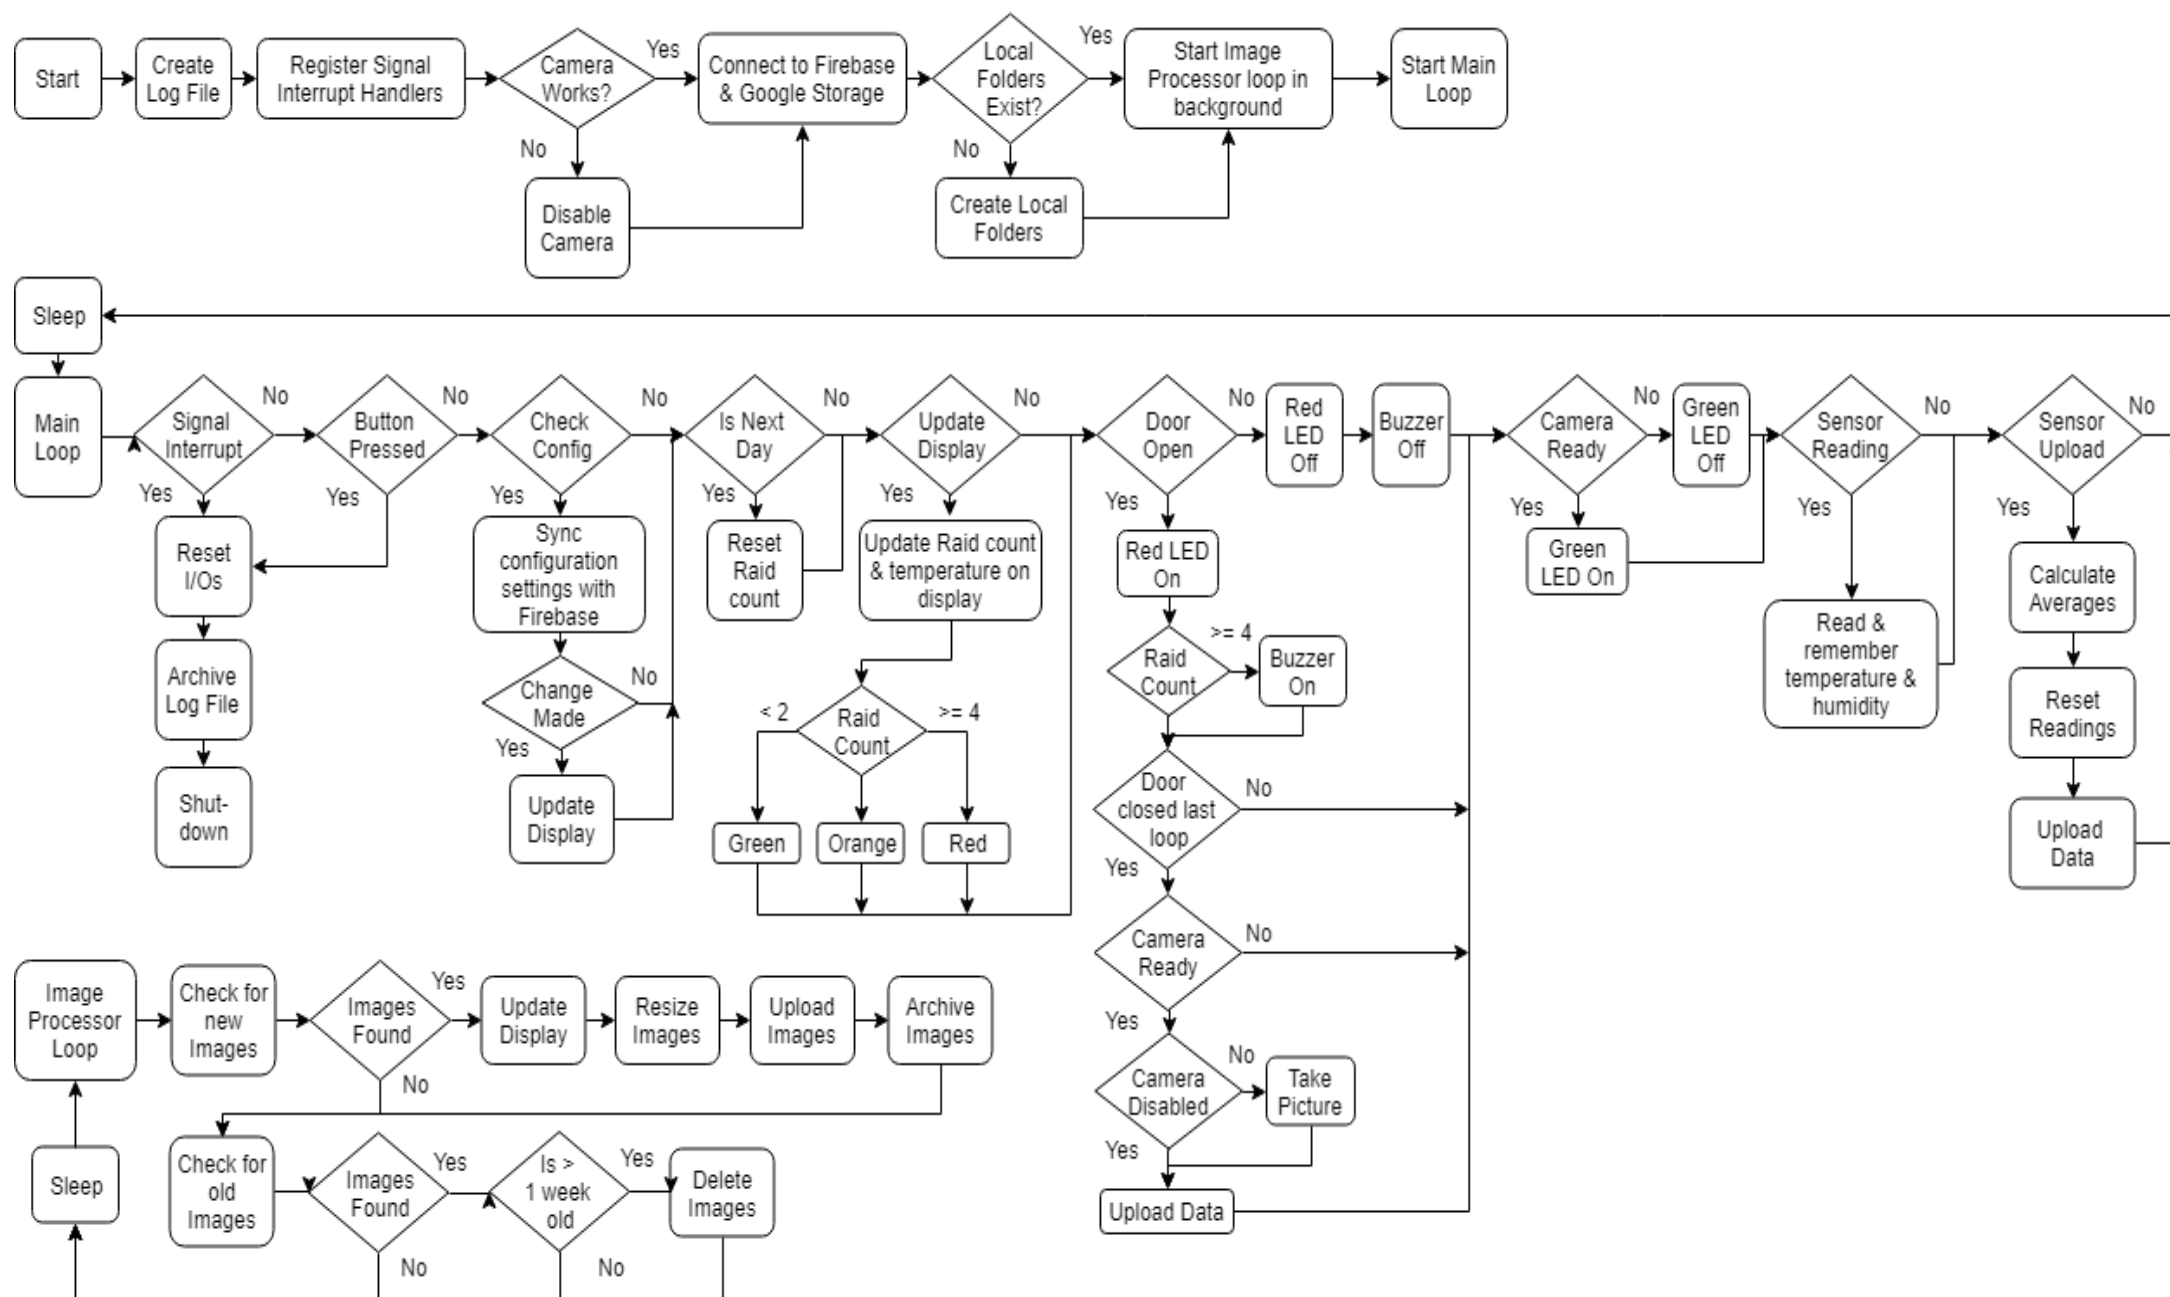 Start
Create
Log File
Register Signal
Interrupt Handlers
Camera
Works?
Yes
No
Disable
Camera
Connect to Firebase
& Google Storage
Local
Folders
Exist?
Yes
No
Create Local
Folders
Start Image
Processor loop in
background
Start Main
Loop
Sleep
Main
Loop
Signal
Interrupt
No
Yes
Reset
I/Os
Archive
Log File
Shut-
down
Button
Pressed
No
Yes
Check
Config
No
Yes
Sync
configuration
settings with
Firebase
Change
Made
No
Yes
Update
Display
Is Next
Day
No
Yes
Reset
Raid
count
Update
Display
No
Yes
Update Raid count
& temperature on
display
Raid
Count
< 2
>= 4
Green
Orange
Red
Door
Open
No
Yes
Red
LED
Off
Buzzer
Off
Red LED
On
Raid
Count
>= 4
Buzzer
On
Door
closed last
loop
No
Yes
Camera
Ready
No
Yes
Camera
Disabled
No
Take
Picture
Yes
Upload Data
Camera
Ready
No
Yes
Green
LED
Off
Green
LED On
Sensor
Reading
No
Yes
Read &
remember
temperature &
humidity
Sensor
Upload
No
Yes
Calculate
Averages
Reset
Readings
Upload
Data
Image
Processor
Loop
Check for
new
Images
Images
Found
Yes
No
Update
Display
Resize
Images
Upload
Images
Archive
Images
Sleep
Check for
old
Images
Images
Found
Yes
No
Is >
1 week
old
Yes
No
Delete
Images